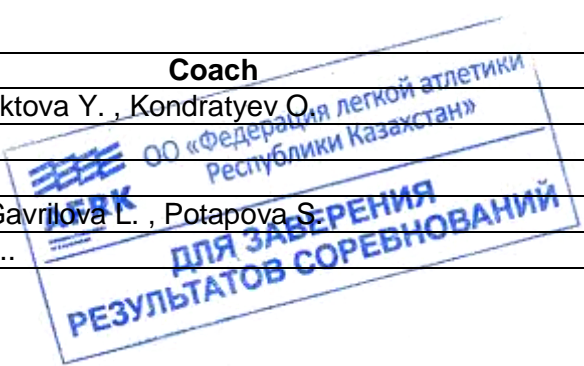 Coach
ktova Y. , Kondratyev O.
ОО «Федерация легкой атлетики
Республики Казахстан»
Gavrilova L. , Potapova S.
..
ДЛЯ ЗАВЕРЕНИЯ
РЕЗУЛЬТАТОВ СОРЕВНОВАНИЙ